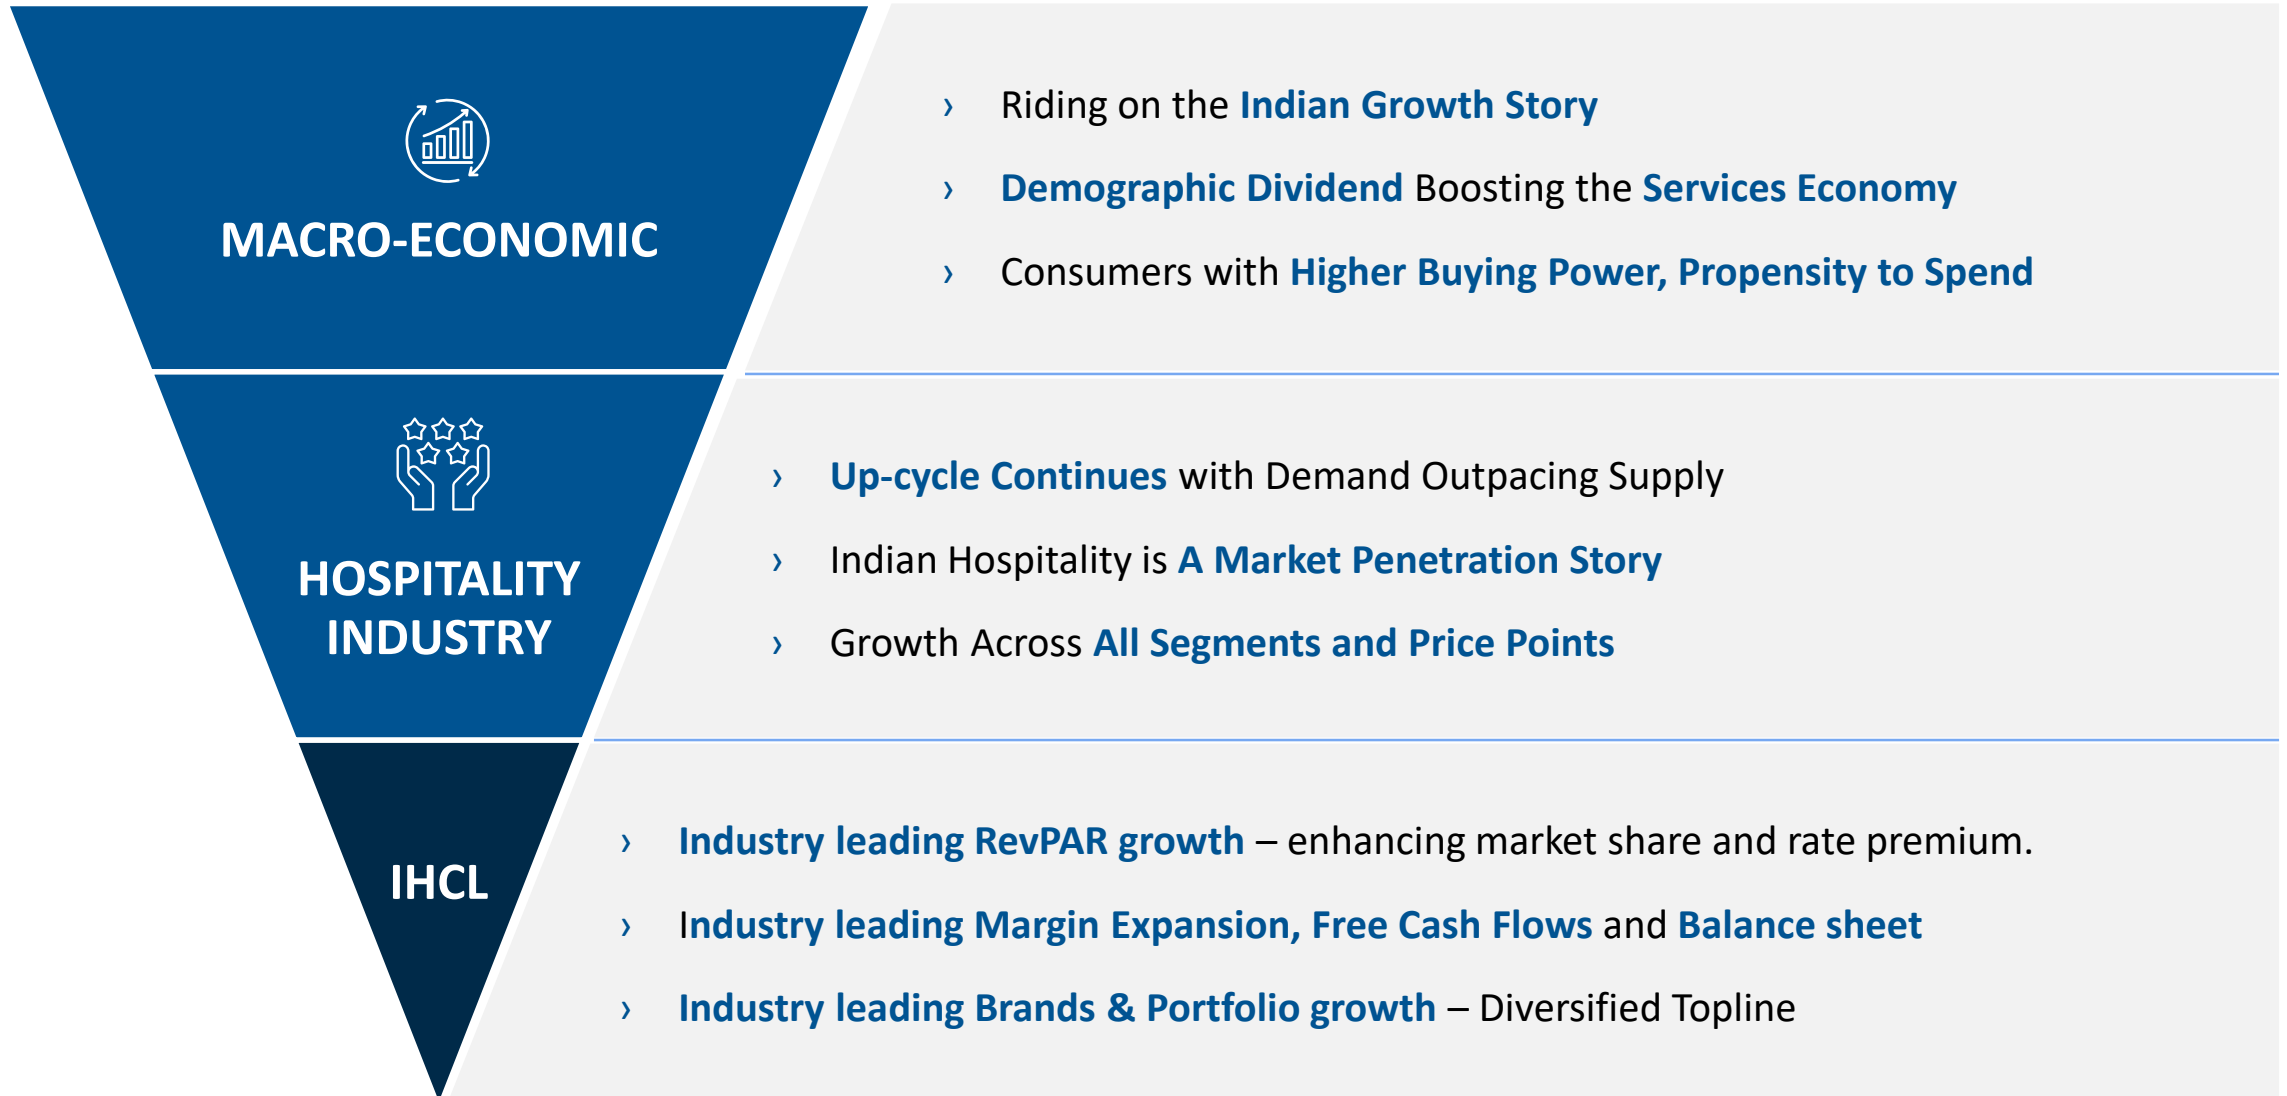 MACRO-ECONOMIC
› Riding on the Indian Growth Story
› Demographic Dividend Boosting the Services Economy
› Consumers with Higher Buying Power, Propensity to Spend
HOSPITALITY
INDUSTRY
› Up-cycle Continues with Demand Outpacing Supply
› Indian Hospitality is A Market Penetration Story
› Growth Across All Segments and Price Points
IHCL
› Industry leading RevPAR growth – enhancing market share and rate premium.
› Industry leading Margin Expansion, Free Cash Flows and Balance sheet
› Industry leading Brands & Portfolio growth – Diversified Topline